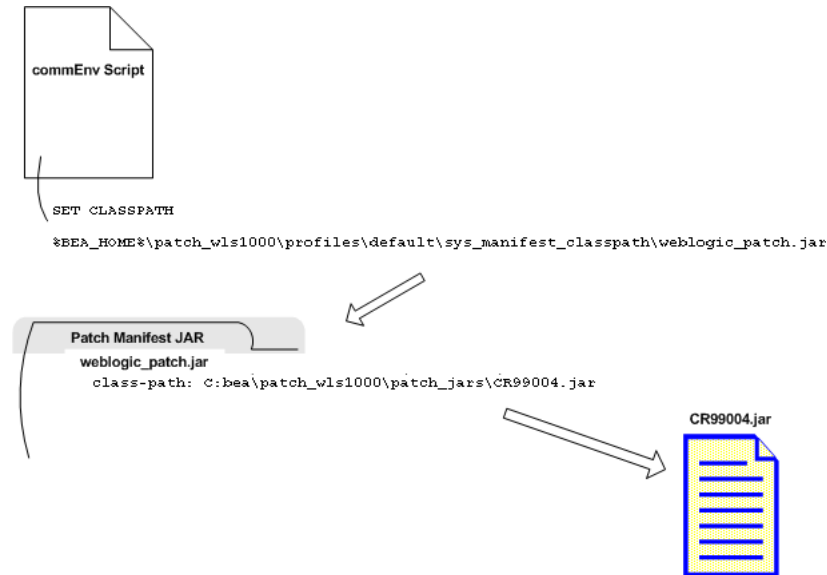 commEnv Script
SET CLASSPATH
%BEA_HOME%\patch_wls1000\profiles\default\sys_manifest_classpath\weblogic_patch.jar
Patch Manifest JAR
weblogic_patch.jar
class-path: C:bea\patch_wls1000\patch_jars\CR99004.jar
CR99004.jar